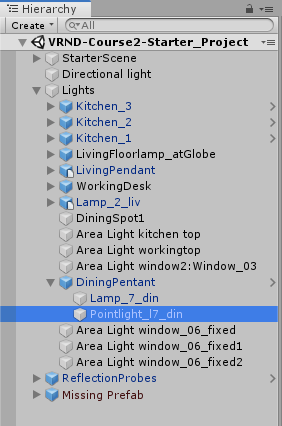 Hierarchy
Create
All
VRND-Course2-Starter_Project
StarterScene
Directional light
Lights
Kitchen_3
Kitchen_2
Kitchen_1
LivingFloorlamp_atGlobe
LivingPendant
WorkingDesk
Lamp_2_liv
DiningSpot1
Area Light kitchen top
Area Light workingtop
Area Light window2:Window_03
DiningPentant
Lamp_7_din
Pointlight_l7_din
Area Light window_06_fixed
Area Light window_06_fixed1
Area Light window_06_fixed2
ReflectionProbes
Missing Prefab